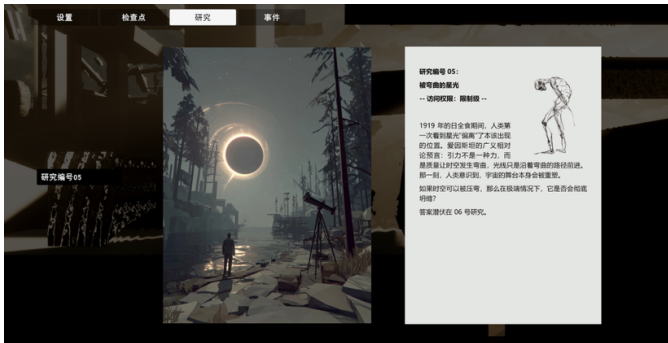 设置
检查点
研究
事件
研究编号05
研究编号 05：
被弯曲的星光
-- 访问权限：限制级 --
1919 年的日全食期间，人类第
一次看到星光“偏离”了本该出现
的位置。爱因斯坦的广义相对
论预言：引力不是一种力，而
是质量让时空发生弯曲，光线只是沿着弯曲的路径前进。
那一刻，人类意识到，宇宙的舞台本身会被重塑。
如果时空可以被压弯，那么在极端情况下，它是否会彻底
坍缩？
答案潜伏在 06 号研究。